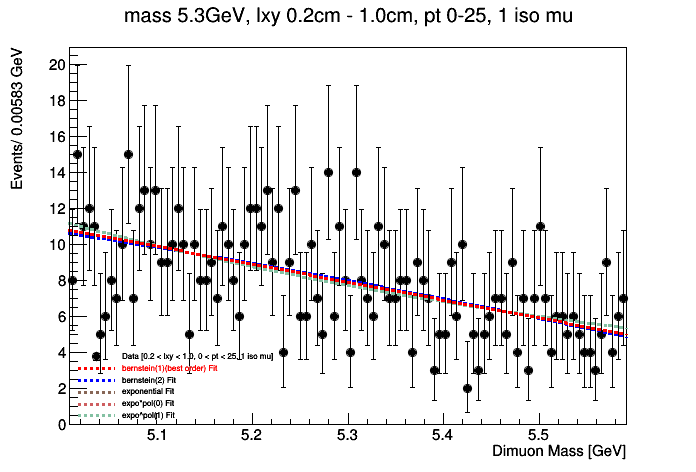 mass 5.3GeV, lxy 0.2cm - 1.0cm, pt 0-25, 1 iso mu
Events/ 0.00583 GeV
20
18
16
14
12
10
8
6
4
2
0
Data [0.2 < lxy < 1.0, 0 < pt < 25, 1 iso mu]
bernstein(1)(best order) Fit
bernstein(2) Fit
exponential Fit
expo*pol(0) Fit
expo*pol(1) Fit
5.1 5.2 5.3 5.4 5.5
Dimuon Mass [GeV]